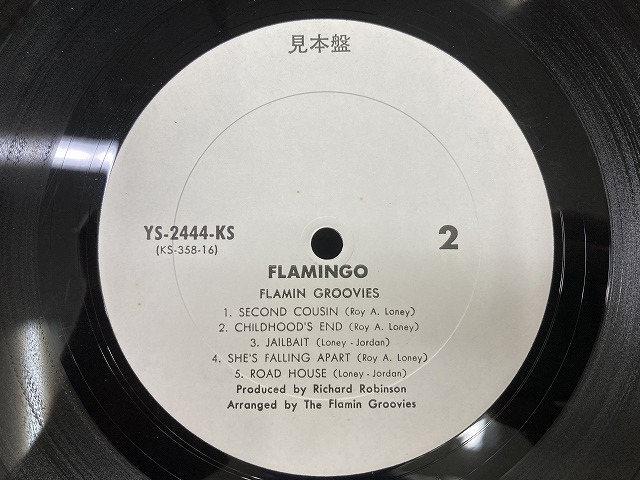 見本盤
YS-2444-KS
(KS-358-16)
2
FLAMINGO
FLAMIN GROOVIES
1. SECOND COUSIN (Roy A. Loney)
2. CHILDHOOD'S END (Roy A. Loney)
3. JAILBAIT (Loney - Jordan)
4. SHE'S FALLING APART (Roy A. Loney)
5. ROAD HOUSE (Loney - Jordan)
Produced by Richard Robinson
Arranged by The Flamin Groovies